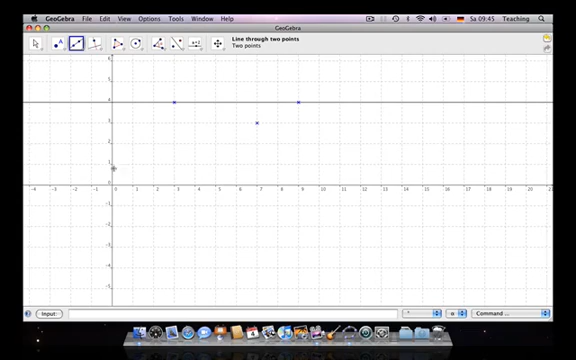 GeoGebra File Edit View Options Tools Window Help
Sa 09:45 Teaching
GeoGebra
Line through two points
Two points
6
5
4
3
2
1
0
-4 -3 -2 -1 0 1 2 3 4 5 6 7 8 9 10 11 12 13 14 15 16 17 18 19 20 21
-1
-2
-3
-4
-5
Input:
Command ...